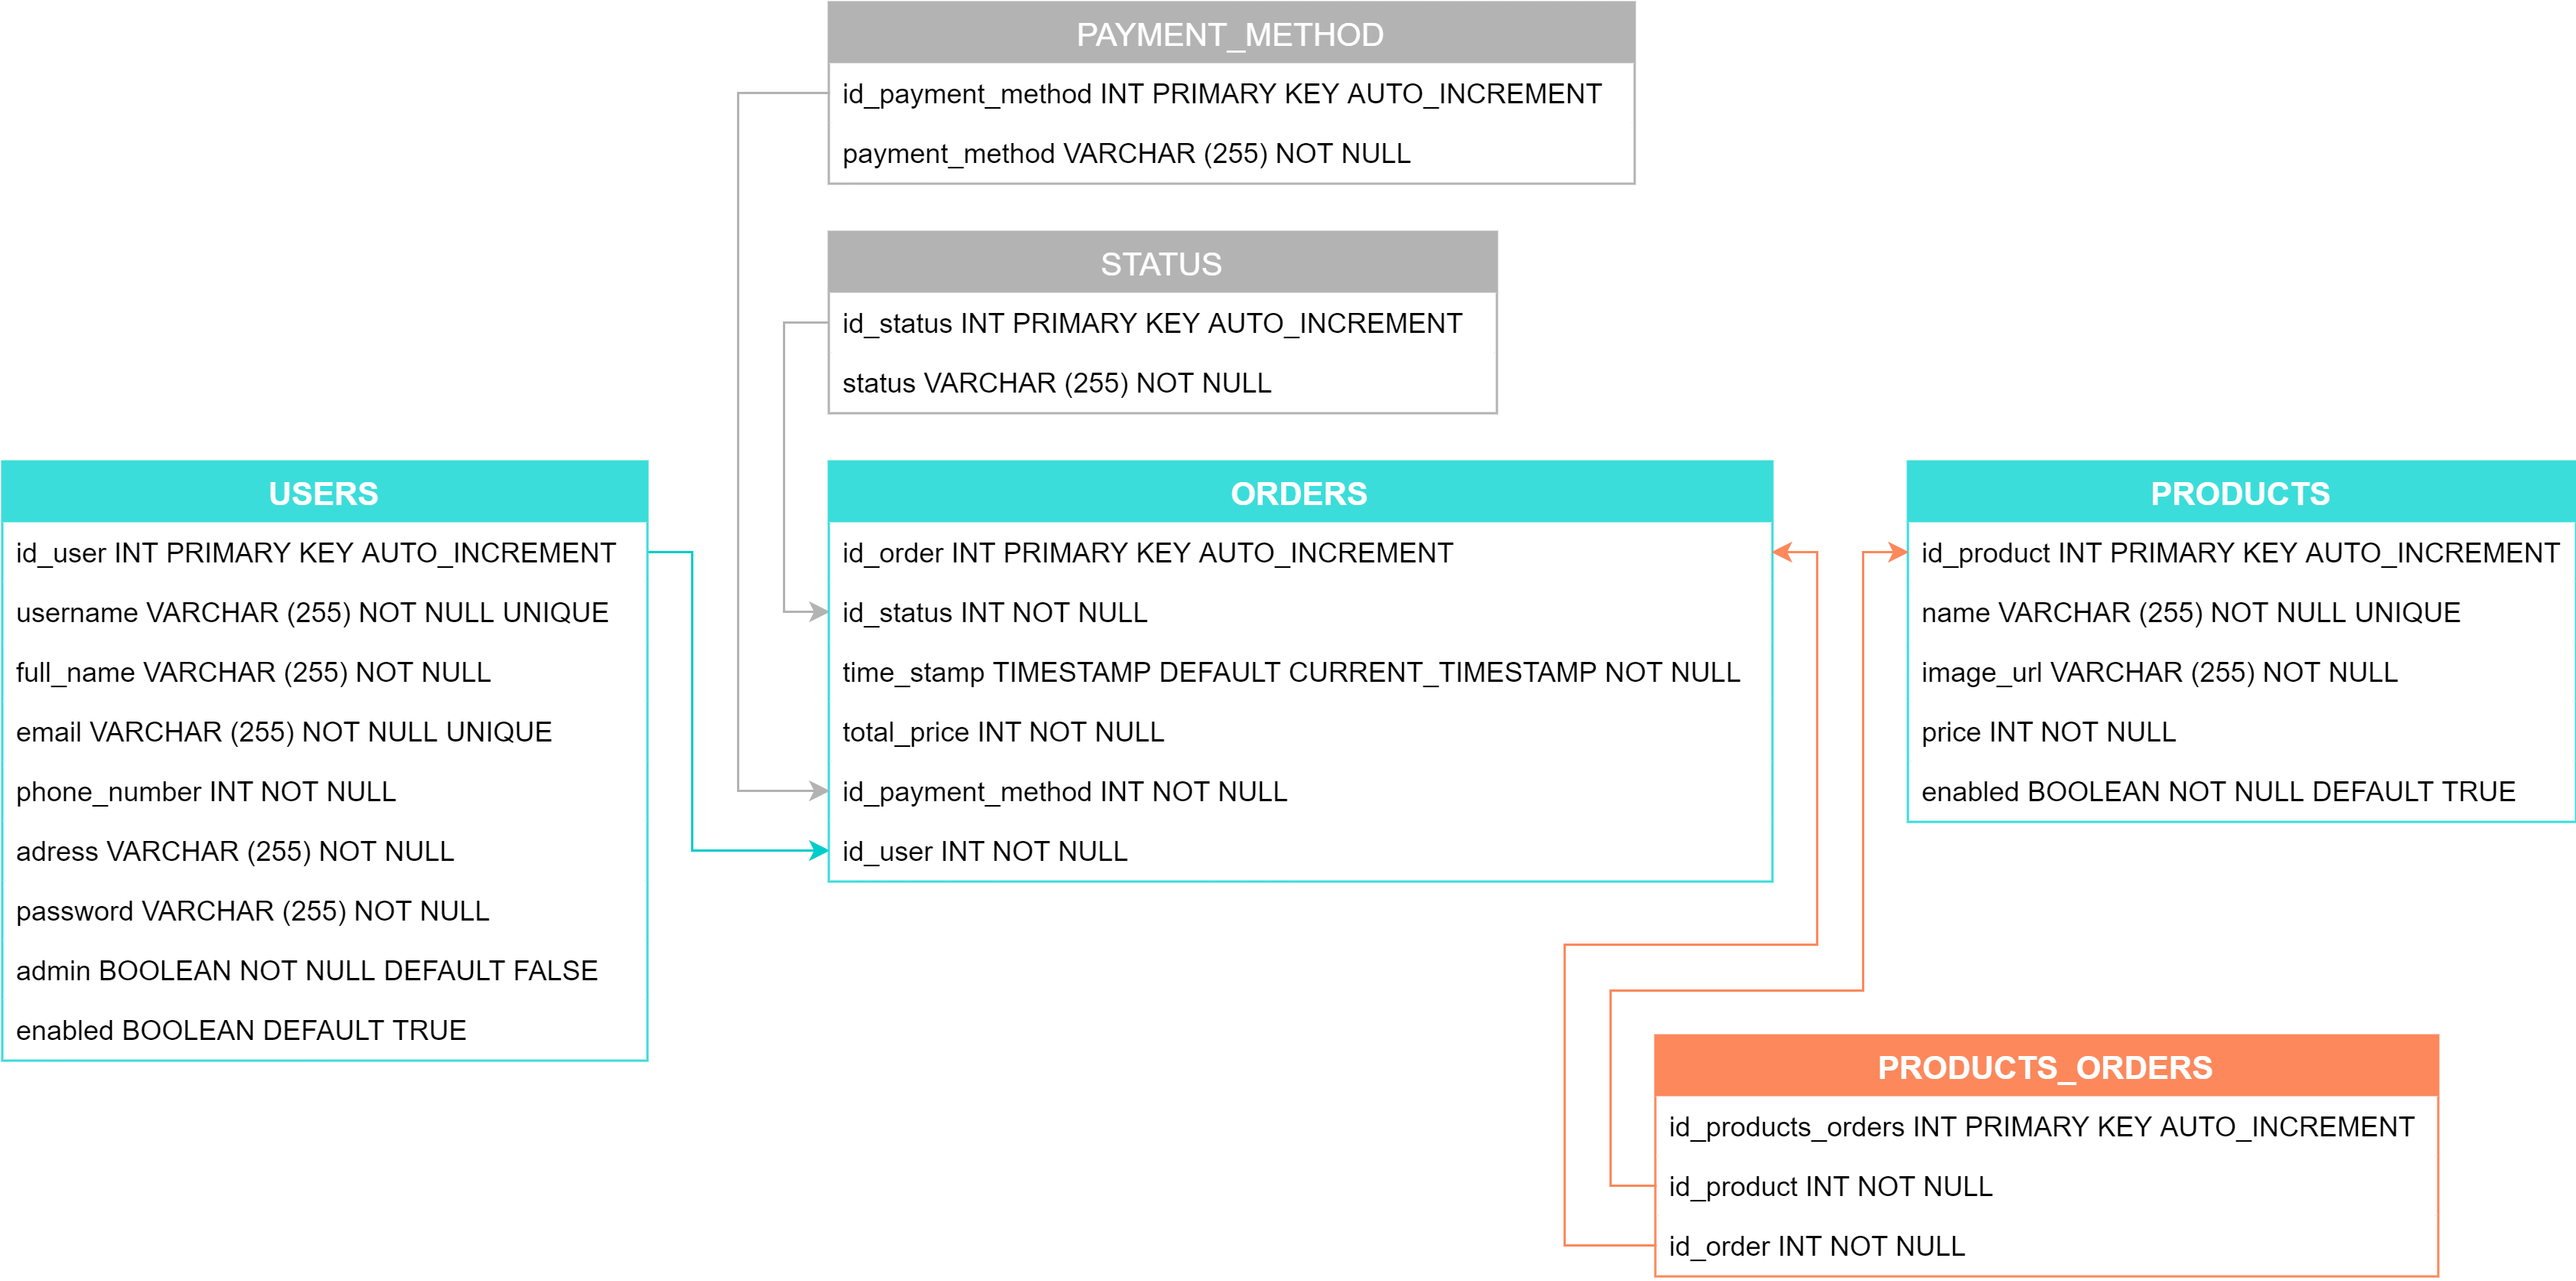 PAYMENT_METHOD
id_payment_method INT PRIMARY KEY AUTO_INCREMENT
payment_method VARCHAR (255) NOT NULL
STATUS
id_status INT PRIMARY KEY AUTO_INCREMENT
status VARCHAR (255) NOT NULL
USERS
id_user INT PRIMARY KEY AUTO_INCREMENT
username VARCHAR (255) NOT NULL UNIQUE
full_name VARCHAR (255) NOT NULL
email VARCHAR (255) NOT NULL UNIQUE
phone_number INT NOT NULL
adress VARCHAR (255) NOT NULL
password VARCHAR (255) NOT NULL
admin BOOLEAN NOT NULL DEFAULT FALSE
enabled BOOLEAN DEFAULT TRUE
ORDERS
id_order INT PRIMARY KEY AUTO_INCREMENT
id_status INT NOT NULL
time_stamp TIMESTAMP DEFAULT CURRENT_TIMESTAMP NOT NULL
total_price INT NOT NULL
id_payment_method INT NOT NULL
id_user INT NOT NULL
PRODUCTS
id_product INT PRIMARY KEY AUTO_INCREMENT
name VARCHAR (255) NOT NULL UNIQUE
image_url VARCHAR (255) NOT NULL
price INT NOT NULL
enabled BOOLEAN NOT NULL DEFAULT TRUE
PRODUCTS_ORDERS
id_products_orders INT PRIMARY KEY AUTO_INCREMENT
id_product INT NOT NULL
id_order INT NOT NULL